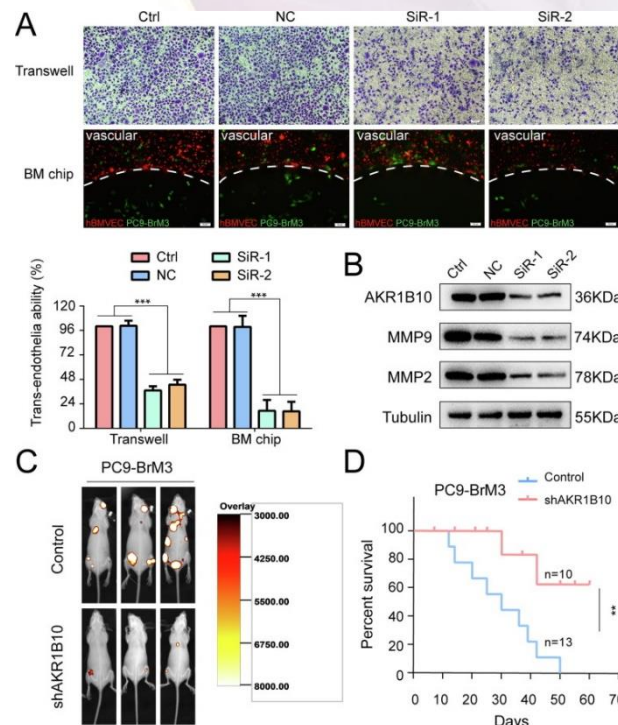 A
Ctrl NC SiR-1 SiR-2
Transwell
BM chip
vascular vascular vascular vascular
hBMVEC PC9-BrM3 hBMVEC PC9-BrM3 hBMVEC PC9-BrM3 hBMVEC PC9-BrM3
Ctrl SiR-1
NC SiR-2
Trans-endothelia ability (%)
120
96
72
48
24
0
*** ***
Transwell BM chip
B
Ctrl NC SiR-1 SiR-2
AKR1B10 36KDa
MMP9 74KDa
MMP2 78KDa
Tubulin 55KDa
C
PC9-BrM3
Control
shAKR1B10
Overlay
3000.00
4250.00
5500.00
6750.00
8000.00
D
PC9-BrM3
Control
shAKR1B10
Percent survival
100
80
60
40
20
0
n=10
n=13
**
0 10 20 30 40 50 60 70
Days